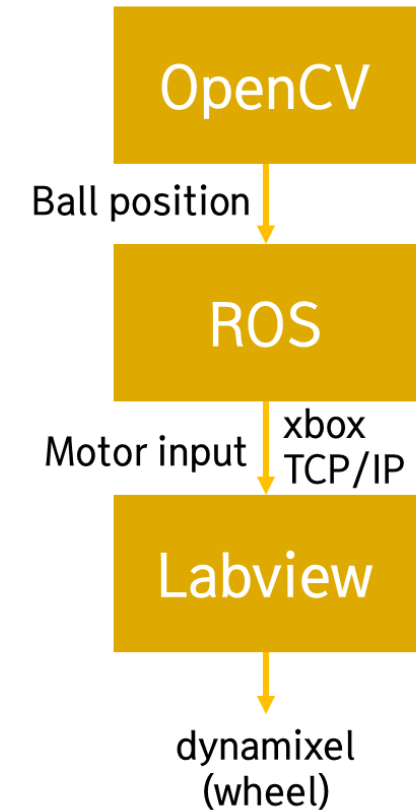 OpenCV
Ball position
ROS
Motor input
xbox
TCP/IP
Labview
dynamixel
(wheel)